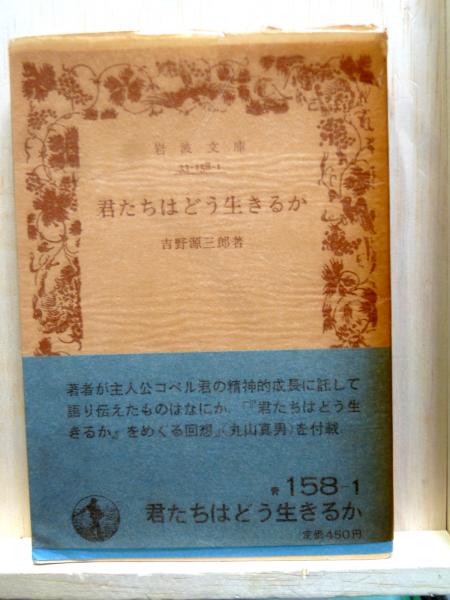 岩波文庫
33-158-1
君たちはどう生きるか
吉野源三郎著
著者が主人公コペル君の精神的成長に託して
語り伝えたものはなにか.「『君たちはどう生
きるか』をめぐる回想」(丸山真男)を付載.
青158-1
君たちはどう生きるか
定価450円